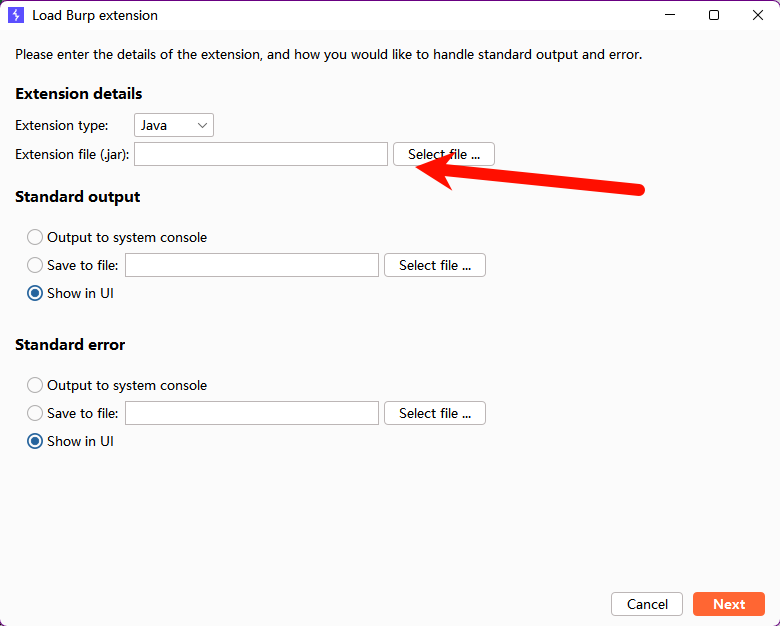 Load Burp extension
Please enter the details of the extension, and how you would like to handle standard output and error.
Extension details
Extension type: Java
Extension file (.jar): Select file ...
Standard output
Output to system console
Save to file: Select file ...
Show in UI
Standard error
Output to system console
Save to file: Select file ...
Show in UI
Cancel Next